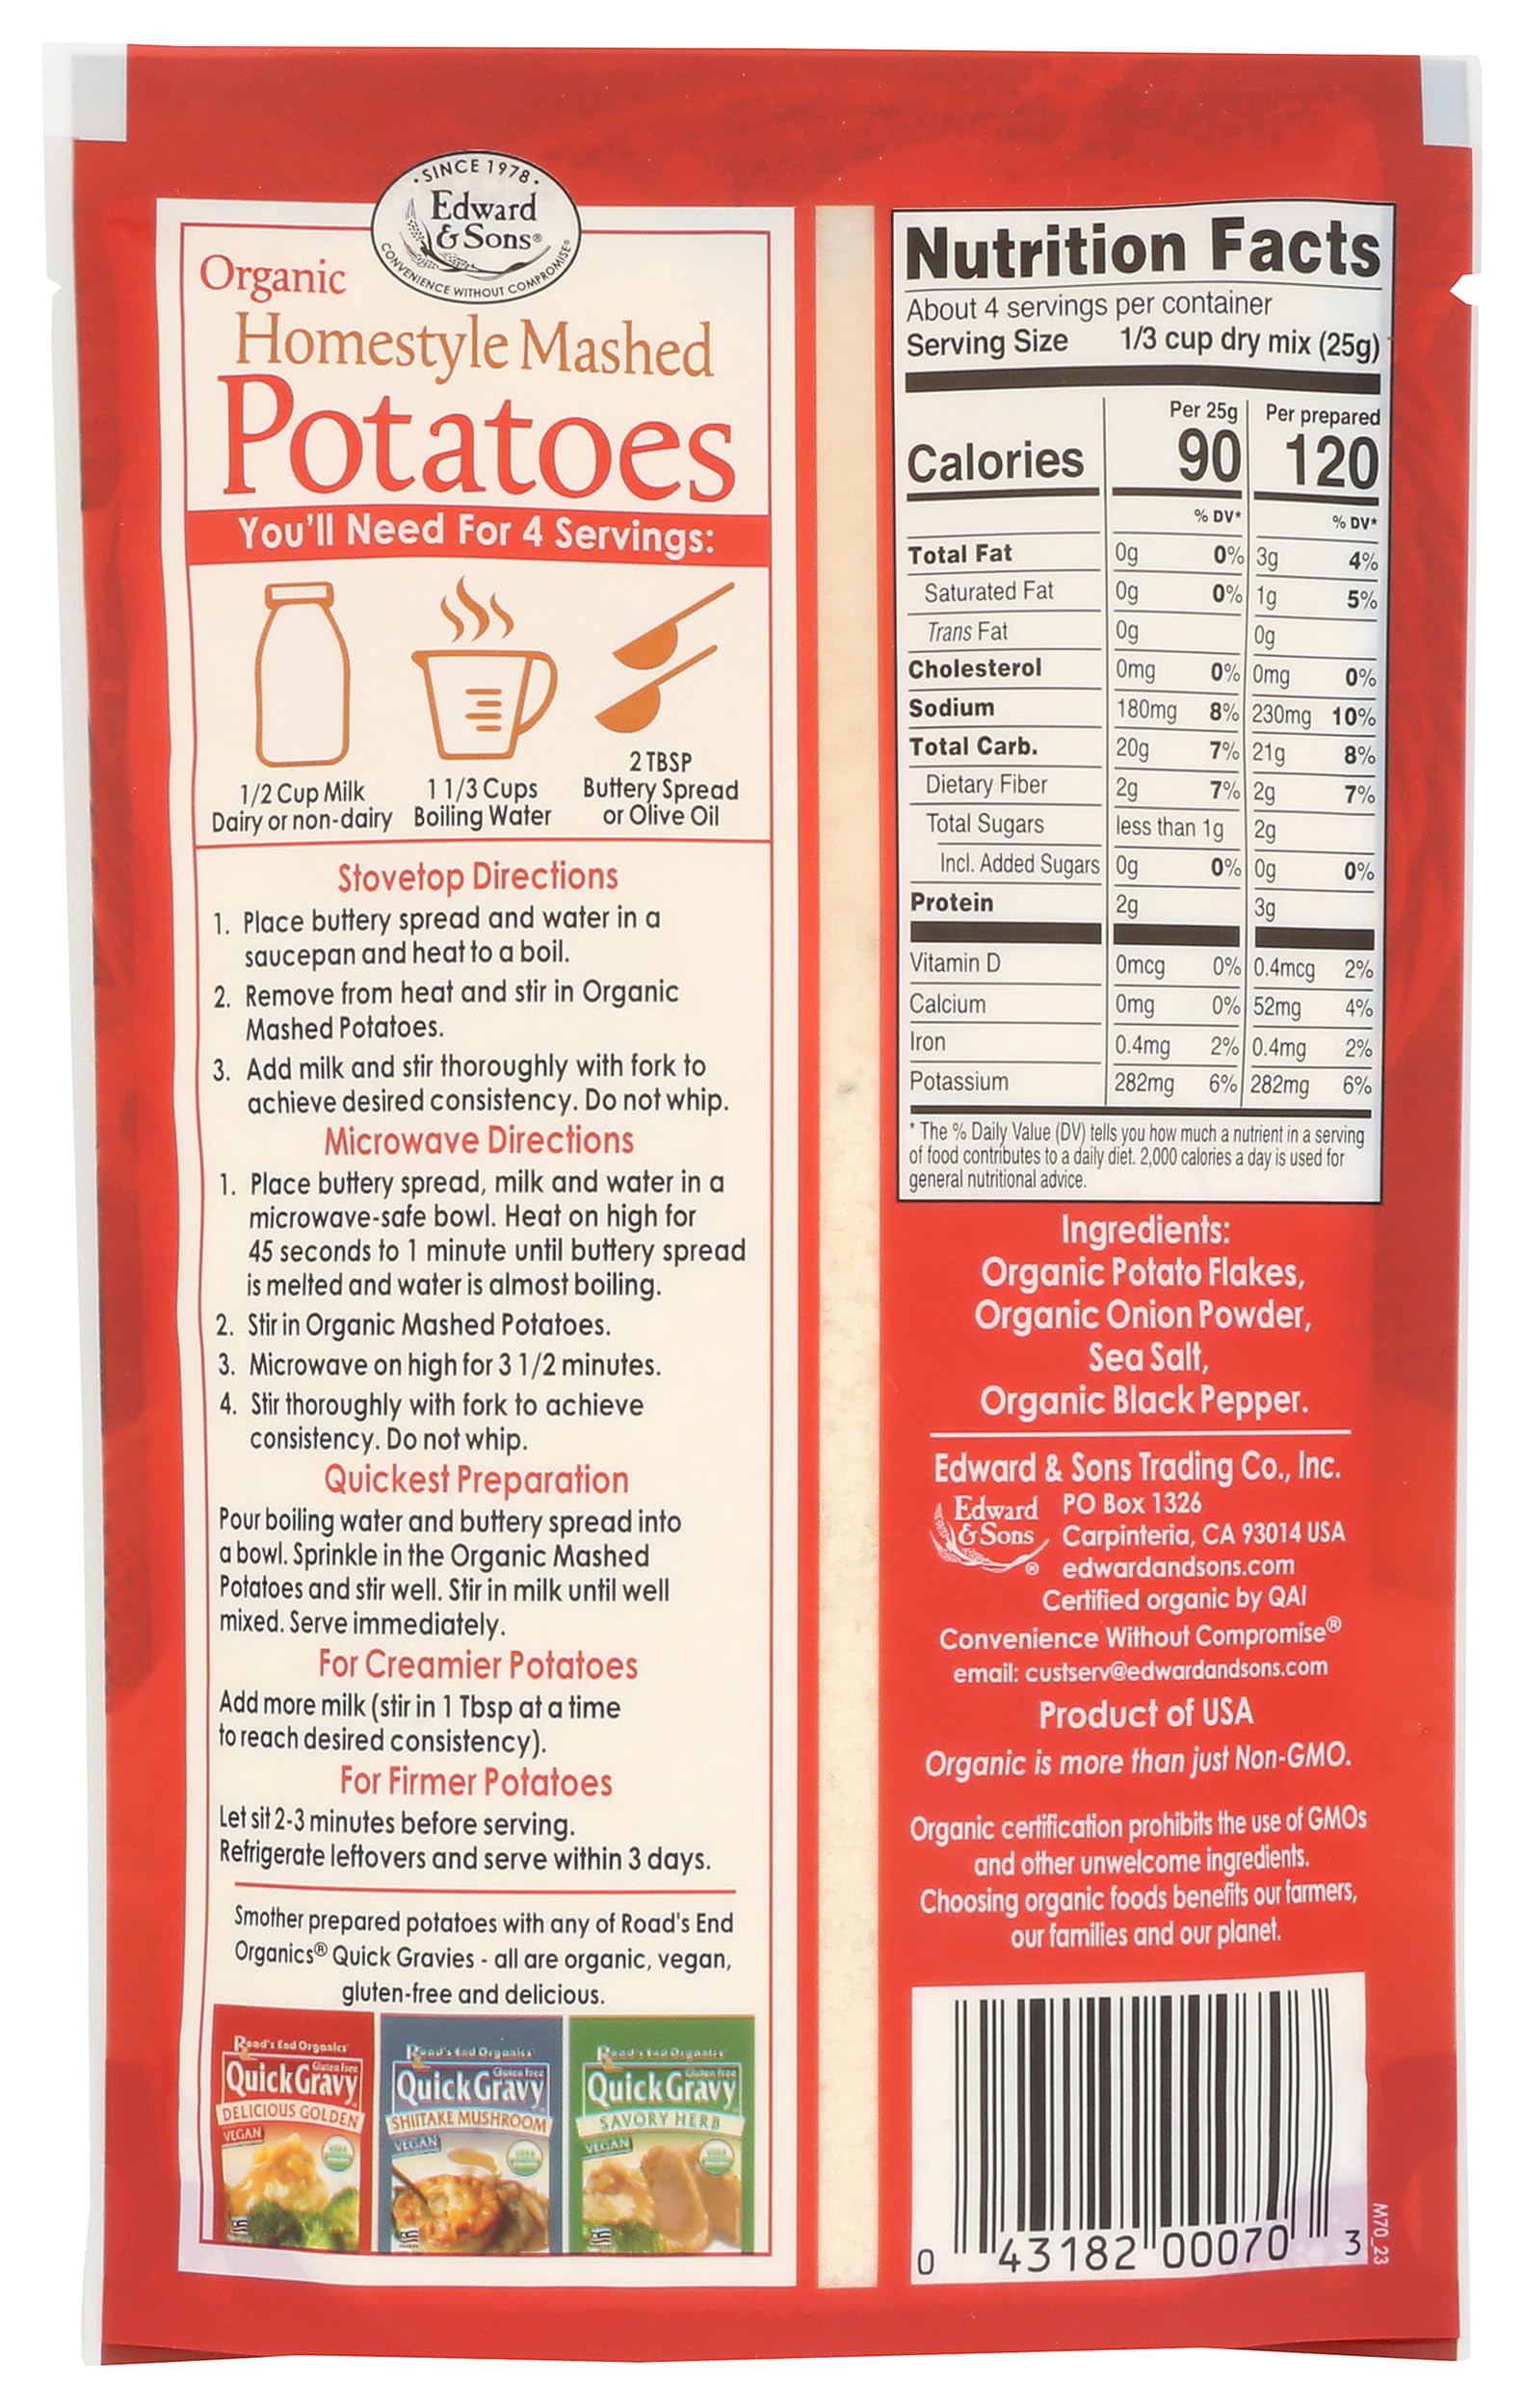 SINCE 1978
Edward
& Sons®
CONVENIENCE WITHOUT COMPROMISE®
Organic
Homestyle Mashed
Potatoes
You'll Need For 4 Servings:
1/2 Cup Milk
Dairy or non-dairy
1 1/3 Cups
Boiling Water
2 TBSP
Buttery Spread
or Olive Oil
Stovetop Directions
1. Place buttery spread and water in a
saucepan and heat to a boil.
2. Remove from heat and stir in Organic
Mashed Potatoes.
3. Add milk and stir thoroughly with fork to
achieve desired consistency. Do not whip.
Microwave Directions
1. Place buttery spread, milk and water in a
microwave-safe bowl. Heat on high for
45 seconds to 1 minute until buttery spread
is melted and water is almost boiling.
2. Stir in Organic Mashed Potatoes.
3. Microwave on high for 3 1/2 minutes.
4. Stir thoroughly with fork to achieve
consistency. Do not whip.
Quickest Preparation
Pour boiling water and buttery spread into
a bowl. Sprinkle in the Organic Mashed
Potatoes and stir well. Stir in milk until well
mixed. Serve immediately.
For Creamier Potatoes
Add more milk (stir in 1 Tbsp at a time
to reach desired consistency).
For Firmer Potatoes
Let sit 2-3 minutes before serving.
Refrigerate leftovers and serve within 3 days.
Smother prepared potatoes with any of Road's End
Organics® Quick Gravies - all are organic, vegan,
gluten-free and delicious.
Road's End Organics
Gluten Free
Quick Gravy
DELICIOUS GOLDEN
VEGAN
Road's End Organics
Gluten Free
Quick Gravy
SHIITAKE MUSHROOM
VEGAN
Road's End Organics
Gluten Free
Quick Gravy
SAVORY HERB
VEGAN
Nutrition Facts
About 4 servings per container
Serving Size 1/3 cup dry mix (25g)
Per 25g Per prepared
Calories 90 120
% DV* % DV*
Total Fat 0g 0% 3g 4%
Saturated Fat 0g 0% 1g 5%
Trans Fat 0g 0g
Cholesterol 0mg 0% 0mg 0%
Sodium 180mg 8% 230mg 10%
Total Carb. 20g 7% 21g 8%
Dietary Fiber 2g 7% 2g 7%
Total Sugars less than 1g 2g
Incl. Added Sugars 0g 0% 0g 0%
Protein 2g 3g
Vitamin D 0mcg 0% 0.4mcg 2%
Calcium 0mg 0% 52mg 4%
Iron 0.4mg 2% 0.4mg 2%
Potassium 282mg 6% 282mg 6%
* The % Daily Value (DV) tells you how much a nutrient in a serving
of food contributes to a daily diet. 2,000 calories a day is used for
general nutritional advice.
Ingredients:
Organic Potato Flakes,
Organic Onion Powder,
Sea Salt,
Organic Black Pepper.
Edward & Sons Trading Co., Inc.
Edward
& Sons
®
PO Box 1326
Carpinteria, CA 93014 USA
edwardandsons.com
Certified organic by QAI
Convenience Without Compromise®
email: custserv@edwardandsons.com
Product of USA
Organic is more than just Non-GMO.
Organic certification prohibits the use of GMOs
and other unwelcome ingredients.
Choosing organic foods benefits our farmers,
our families and our planet.
0 43182 00070 3
M70_23